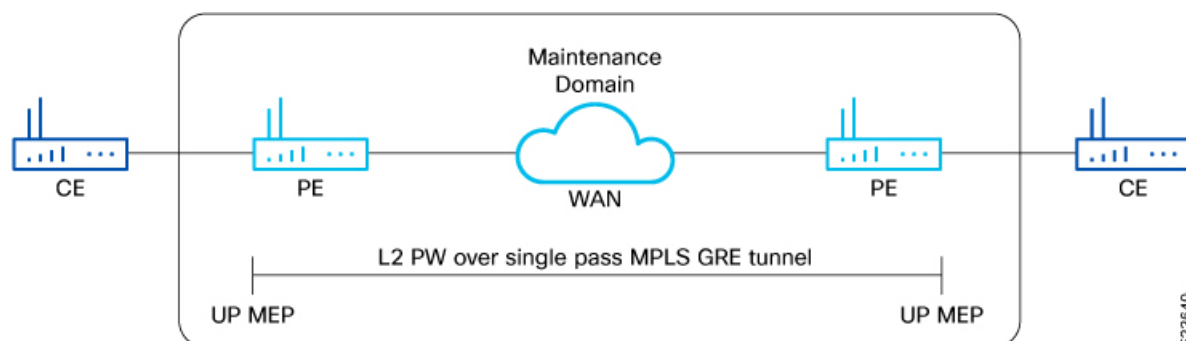 Maintenance
Domain
CE
PE
WAN
PE
CE
L2 PW over single pass MPLS GRE tunnel
UP MEP
UP MEP